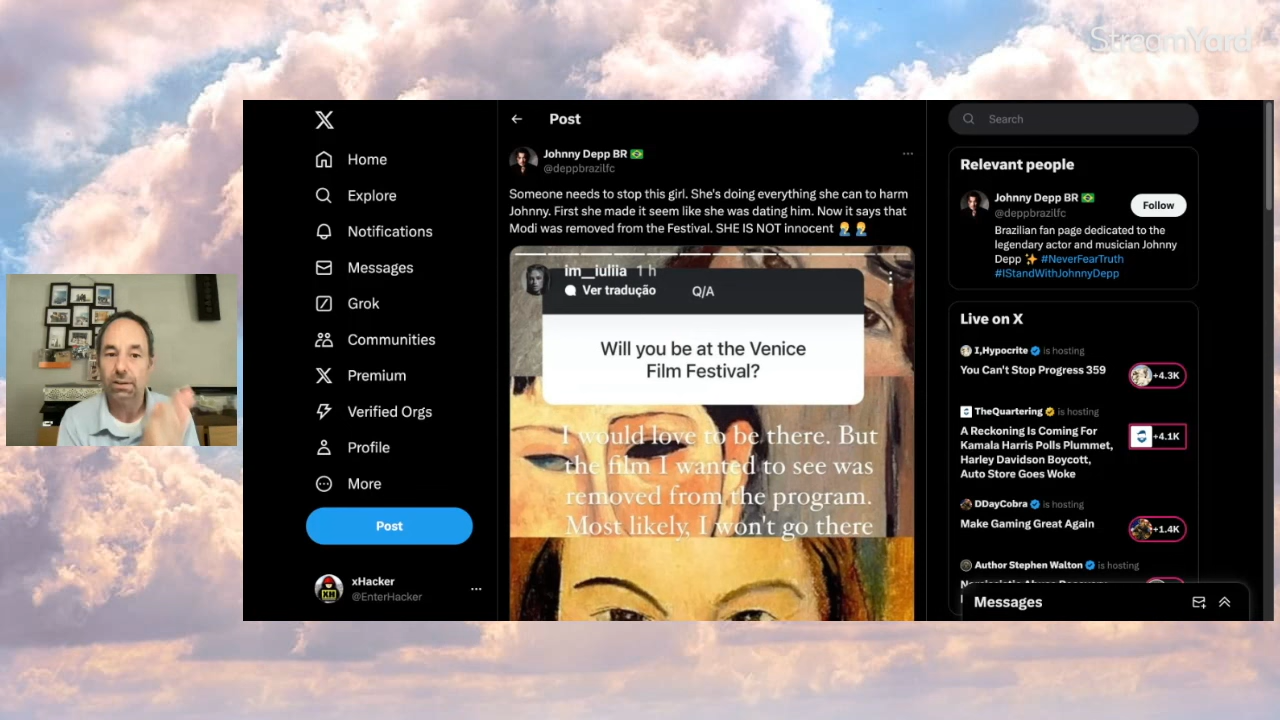 StreamYard
Home
Explore
Notifications
Messages
Grok
Communities
Premium
Verified Orgs
Profile
More
Post
xHacker
@EnterHacker
Post
Johnny Depp BR 🇧🇷
@deppbrazilfc
Someone needs to stop this girl. She's doing everything she can to harm
Johnny. First she made it seem like she was dating him. Now it says that
Modi was removed from the Festival. SHE IS NOT innocent 🤦‍♂️ 🤦‍♂️
im__iuliia 1 h
Ver tradução
Q/A
Will you be at the Venice
Film Festival?
I would love to be there. But
the film I wanted to see was
removed from the program.
Most likely, I won't go there
Search
Relevant people
Johnny Depp BR 🇧🇷
@deppbrazilfc
Follow
Brazilian fan page dedicated to the
legendary actor and musician Johnny
Depp ✨ #NeverFearTruth
#IStandWithJohnnyDepp
Live on X
I,Hypocrite is hosting
You Can't Stop Progress 359
+4.3K
TheQuartering is hosting
A Reckoning Is Coming For
Kamala Harris Polls Plummet,
Harley Davidson Boycott,
Auto Store Goes Woke
+4.1K
DDayCobra is hosting
Make Gaming Great Again
+1.4K
Author Stephen Walton is hosting
Messages